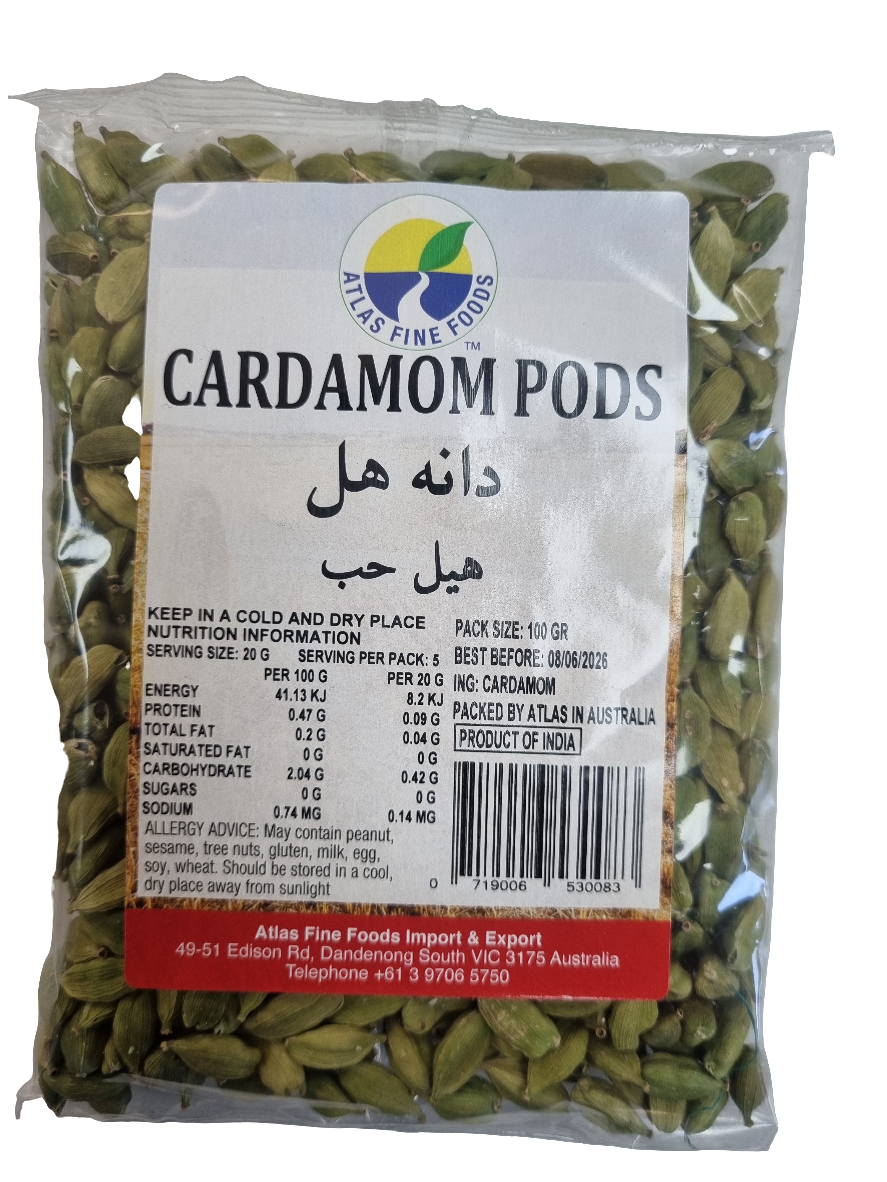 ATLAS FINE FOODS
TM
CARDAMOM PODS
دانه هل
هيل حب
KEEP IN A COLD AND DRY PLACE
NUTRITION INFORMATION
SERVING SIZE: 20 G SERVING PER PACK: 5
PER 100 G PER 20 G
ENERGY 41.13 KJ 8.2 KJ
PROTEIN 0.47 G 0.09 G
TOTAL FAT 0.2 G 0.04 G
SATURATED FAT 0 G 0 G
CARBOHYDRATE 2.04 G 0.42 G
SUGARS 0 G 0 G
SODIUM 0.74 MG 0.14 MG
ALLERGY ADVICE: May contain peanut,
sesame, tree nuts, gluten, milk, egg,
soy, wheat. Should be stored in a cool,
dry place away from sunlight
PACK SIZE: 100 GR
BEST BEFORE: 08/06/2026
ING: CARDAMOM
PACKED BY ATLAS IN AUSTRALIA
PRODUCT OF INDIA
0 719006 530083
Atlas Fine Foods Import & Export
49-51 Edison Rd, Dandenong South VIC 3175 Australia
Telephone +61 3 9706 5750